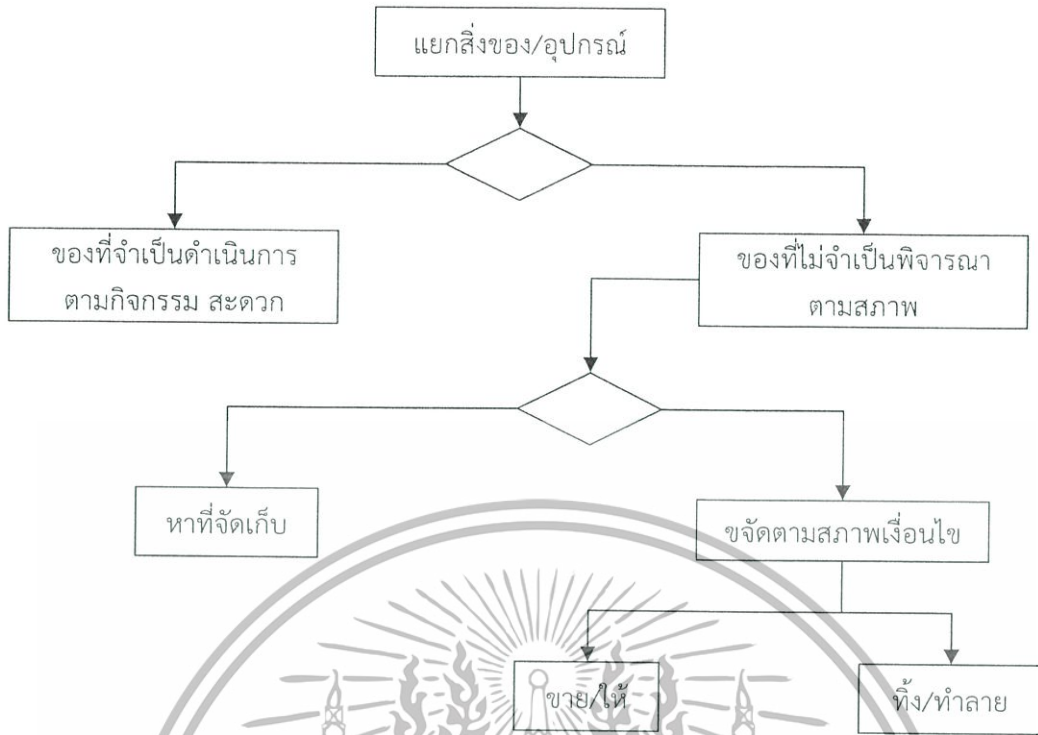 แยกสิ่งของ/อุปกรณ์
ของที่จำเป็นดำเนินการ
ตามกิจกรรม สะดวก
ของที่ไม่จำเป็นพิจารณา
ตามสภาพ
หาที่จัดเก็บ
ขจัดตามสภาพเงื่อนไข
ขาย/ให้
ทิ้ง/ทำลาย